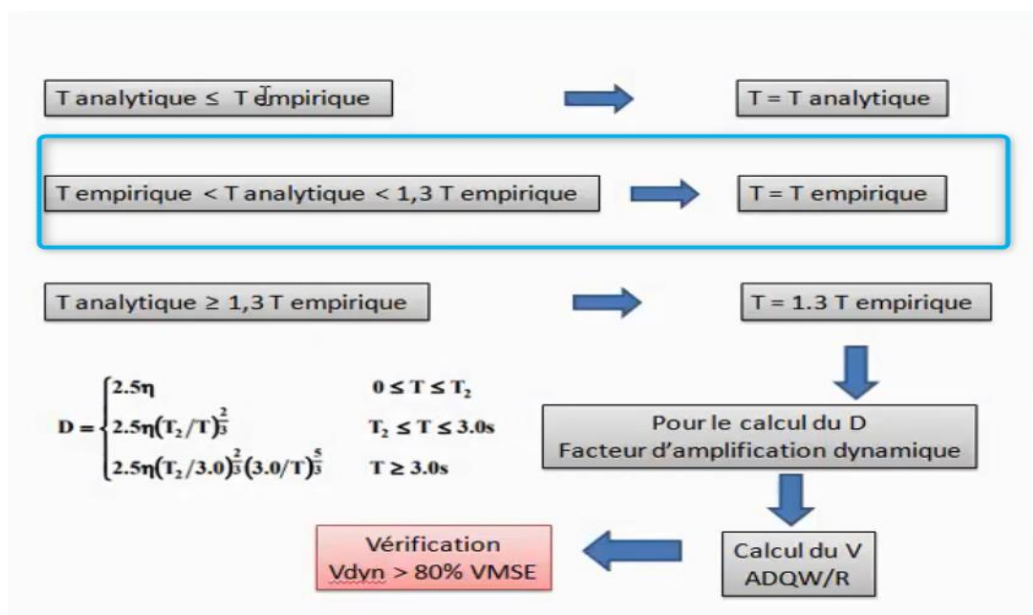 T analytique ≤ T empirique
T = T analytique
T empirique < T analytique < 1,3 T empirique
T = T empirique
T analytique ≥ 1,3 T empirique
T = 1.3 T empirique
D = { 2.5η 0 ≤ T ≤ T₂
2.5η(T₂/T)^(2/3) T₂ ≤ T ≤ 3.0s
2.5η(T₂/3.0)^(2/3)(3.0/T)^(5/3) T ≥ 3.0s
Pour le calcul du D
Facteur d'amplification dynamique
Calcul du V
ADQW/R
Vérification
Vdyn > 80% VMSE